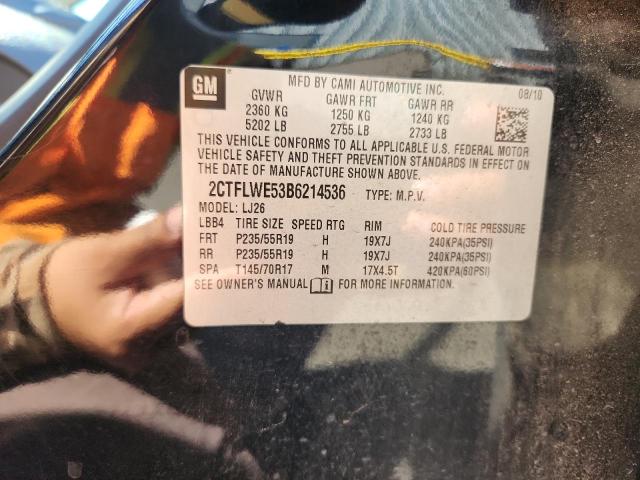 GM
MFD BY CAMI AUTOMOTIVE INC. 08/10
GVWR GAWR FRT GAWR RR
2360 KG 1250 KG 1240 KG
5202 LB 2755 LB 2733 LB
THIS VEHICLE CONFORMS TO ALL APPLICABLE U.S. FEDERAL MOTOR
VEHICLE SAFETY AND THEFT PREVENTION STANDARDS IN EFFECT ON
THE DATE OF MANUFACTURE SHOWN ABOVE.
2CTFLWE53B6214536 TYPE: M.P.V.
MODEL: LJ26
LBB4 TIRE SIZE SPEED RTG RIM COLD TIRE PRESSURE
FRT P235/55R19 H 19X7J 240KPA(35PSI)
RR P235/55R19 H 19X7J 240KPA(35PSI)
SPA T145/70R17 M 17X4.5T 420KPA(60PSI)
SEE OWNER'S MANUAL FOR MORE INFORMATION.